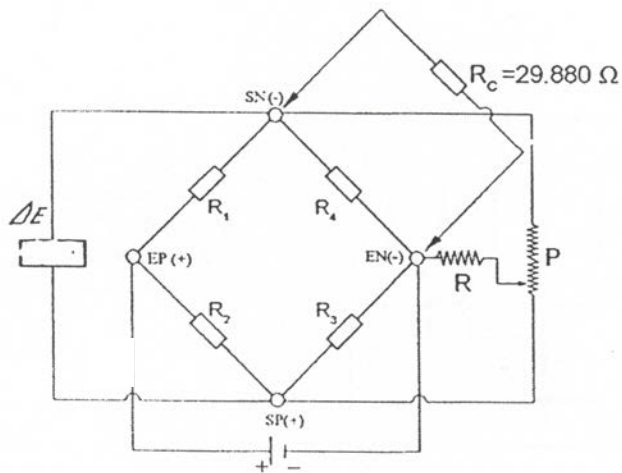 SN(-)
R_C =29.880 Ω
R_1
R_4
ΔE
EP (+)
EN(-)
P
R
R_2
R_3
SP(+)
+ -